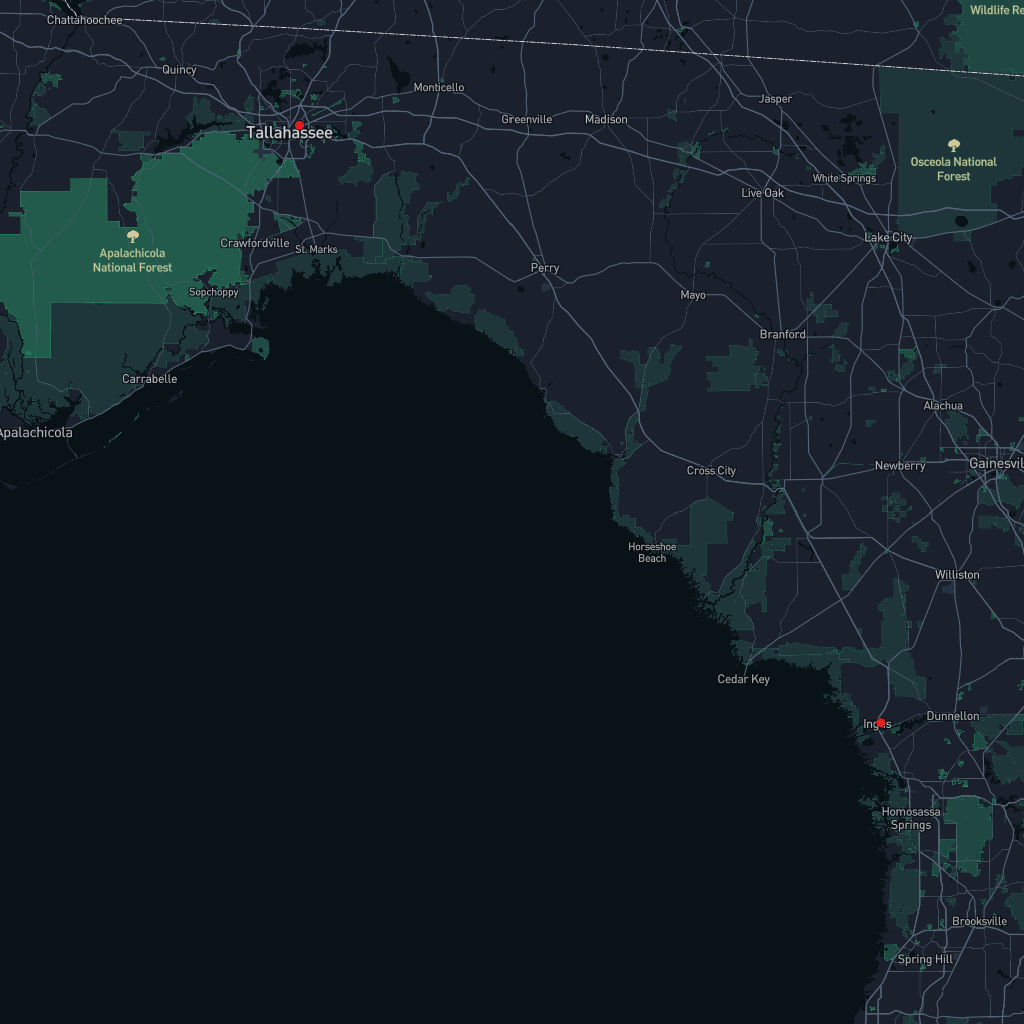 Wildlife Re
Chattahoochee
Quincy
Monticello
Jasper
Greenville
Madison
Tallahassee
Osceola National
Forest
White Springs
Live Oak
Lake City
Crawfordville
St. Marks
Apalachicola
National Forest
Perry
Sopchoppy
Mayo
Branford
Carrabelle
Alachua
Apalachicola
Cross City
Newberry
Gainesvil
Horseshoe
Beach
Williston
Cedar Key
Dunnellon
Homosassa
Springs
Brooksville
Spring Hill